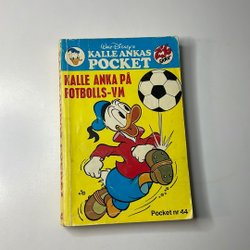 Walt Disney's
KALLE ANKAS
POCKET
KALLE ANKA PÅ
FOTBOLLS-VM
Pocket nr 44